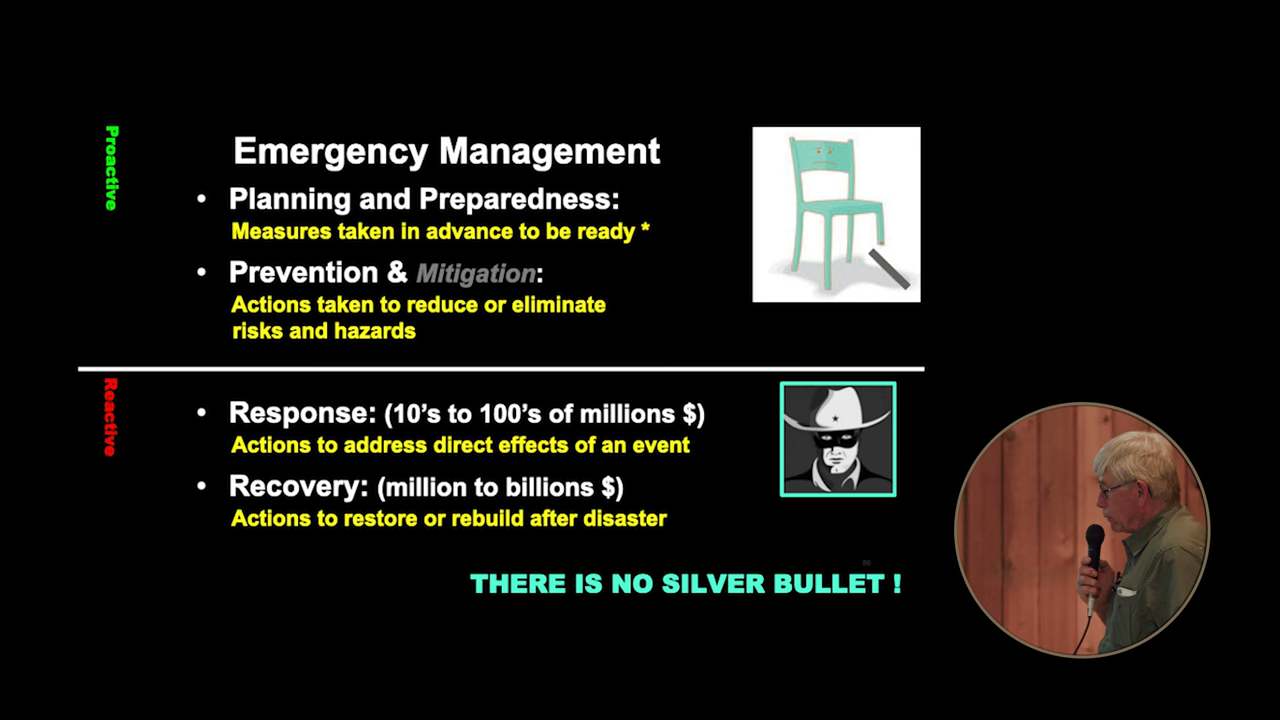 Proactive
Emergency Management
• Planning and Preparedness:
Measures taken in advance to be ready *
• Prevention & Mitigation:
Actions taken to reduce or eliminate
risks and hazards
Reactive
• Response: (10's to 100's of millions $)
Actions to address direct effects of an event
• Recovery: (million to billions $)
Actions to restore or rebuild after disaster
THERE IS NO SILVER BULLET !